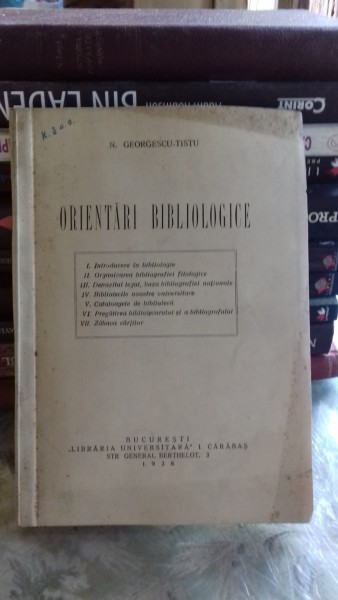 BIN LADEN
CORINT
N. GEORGESCU-TISTU
ORIENTĂRI BIBLIOLOGICE
I. Introducere în bibliologie
II. Organizarea bibliografiei filologice
III. Depozitul legal, baza bibliografiei naționale
IV. Bibliotecile noastre universitare
V. Cataloagele de bibliotecă
VI. Pregătirea bibliotecarului și a bibliografului
VII. Zăbava cărților
BUCUREȘTI
„LIBRĂRIA UNIVERSITARĂ" I. CĂRĂBAȘ
STR. GENERAL BERTHELOT, 3
1938